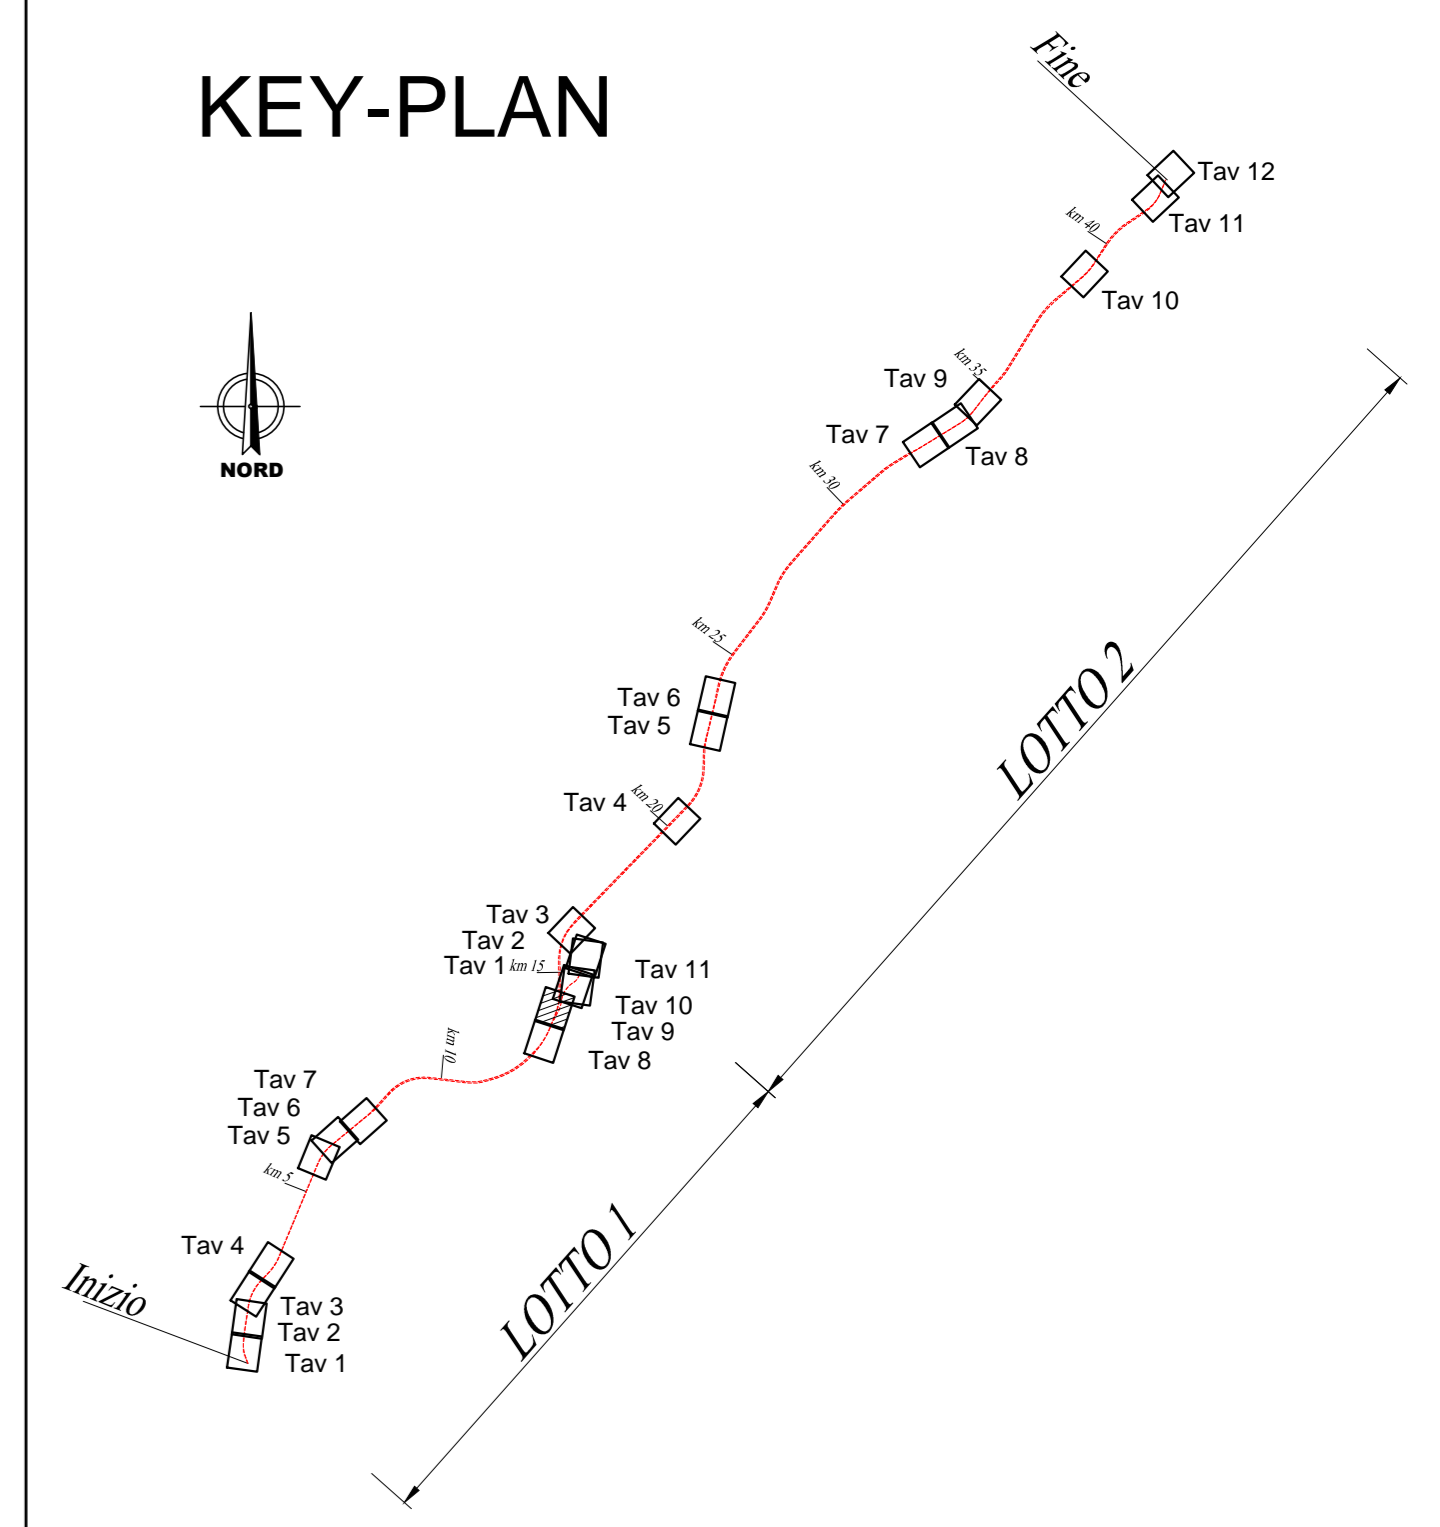 Fine
KEY-PLAN
Tav 12
km 40
Tav 11
Tav 10
km 35
Tav 9
Tav 7
Tav 8
NORD
km 30
km 25
LOTTO 2
Tav 6
Tav 5
km 20
Tav 4
Tav 3
Tav 2
Tav 1
km 15
Tav 11
Tav 10
Tav 9
Tav 8
km 10
Tav 7
Tav 6
Tav 5
km 5
LOTTO 1
Tav 4
Inizio
Tav 3
Tav 2
Tav 1